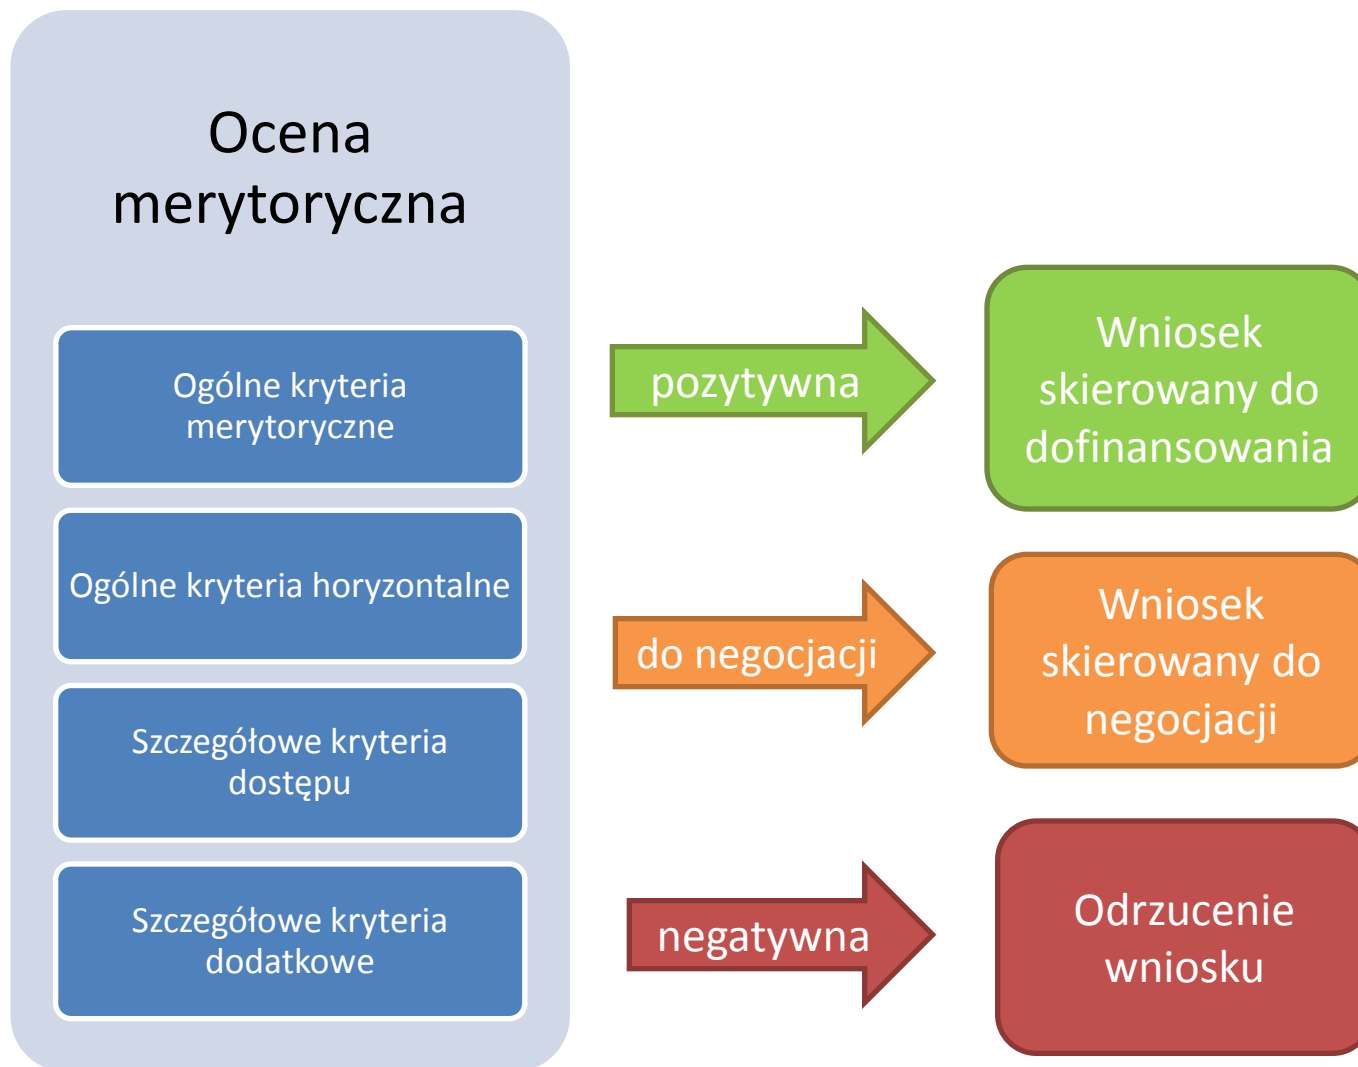 Ocena
merytoryczna
Ogólne kryteria
merytoryczne
Ogólne kryteria horyzontalne
Szczegółowe kryteria
dostępu
Szczegółowe kryteria
dodatkowe
pozytywna
Wniosek
skierowany do
dofinansowania
do negocjacji
Wniosek
skierowany do
negocjacji
negatywna
Odrzucenie
wniosku